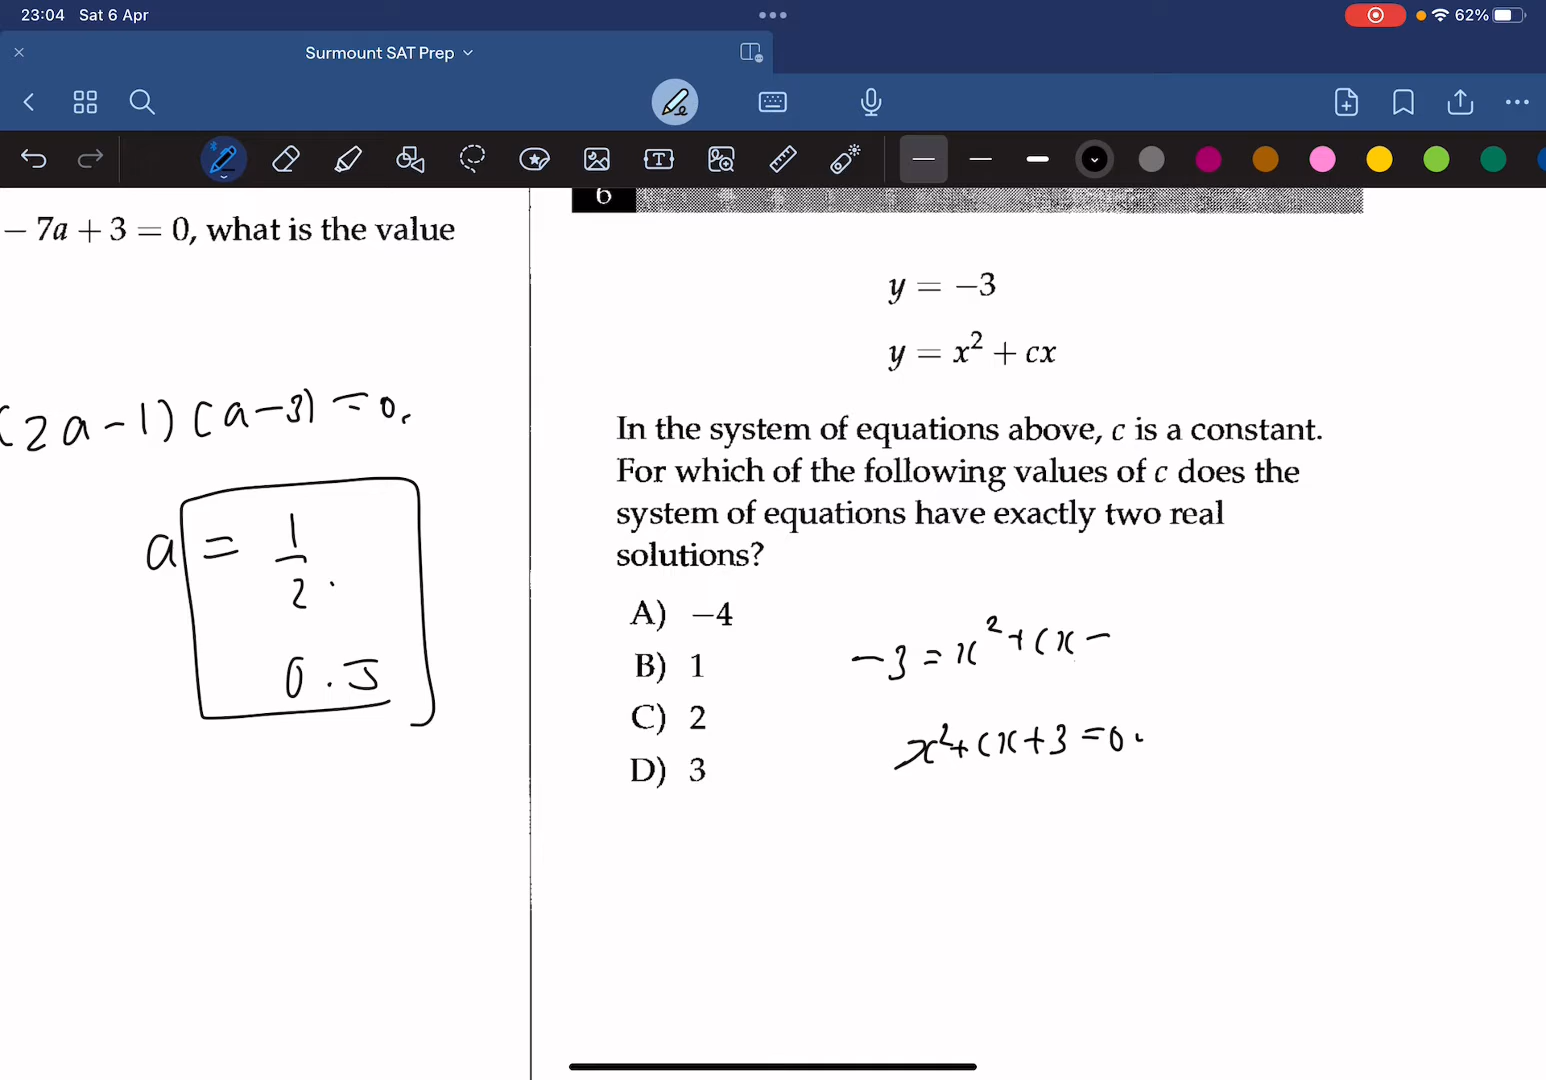 23:04 Sat 6 Apr
62%
Surmount SAT Prep
T
− 7a + 3 = 0, what is the value
(2a-1)(a-3) = 0.
a = 1/2.
0.5
6
y = −3
y = x² + cx
In the system of equations above, c is a constant.
For which of the following values of c does the
system of equations have exactly two real
solutions?
A) −4
B) 1
C) 2
D) 3
-3 = x² + cx -
x² + cx + 3 = 0.